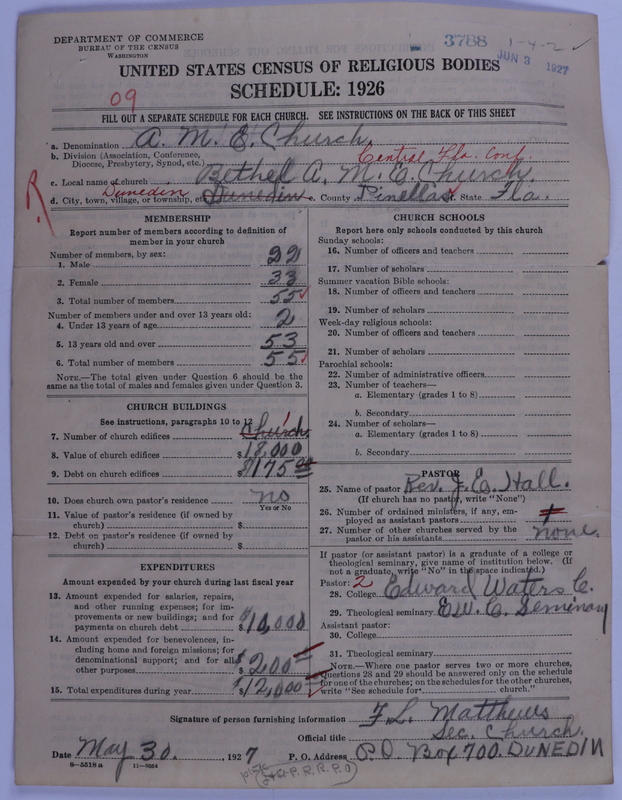 DEPARTMENT OF COMMERCE
BUREAU OF THE CENSUS
WASHINGTON
3788 1-4-2 ✓
JUN 3 1927
UNITED STATES CENSUS OF RELIGIOUS BODIES
SCHEDULE: 1926
09
FILL OUT A SEPARATE SCHEDULE FOR EACH CHURCH. SEE INSTRUCTIONS ON THE BACK OF THIS SHEET
a. Denomination A. M. E. Church,
b. Division (Association, Conference, Diocese, Presbytery, Synod, etc.) Central Fla. Conf.
c. Local name of church Bethel A. M. E. Church.
d. City, town, village, or township, etc. Dunedin Dunedin e. County Pinellas f. State Fla.
MEMBERSHIP
Report number of members according to definition of
member in your church
Number of members, by sex:
1. Male 22
2. Female 33
3. Total number of members 55
Number of members under and over 13 years old:
4. Under 13 years of age 2
5. 13 years old and over 53
6. Total number of members 55
NOTE.—The total given under Question 6 should be the
same as the total of males and females given under Question 3.
CHURCH BUILDINGS
See instructions, paragraphs 10 to 12
7. Number of church edifices Church. 1
8. Value of church edifices $18,000
9. Debt on church edifices $175.00
10. Does church own pastor's residence no
Yes or No
11. Value of pastor's residence (if owned by
church) $
12. Debt on pastor's residence (if owned by
church) $
EXPENDITURES
Amount expended by your church during last fiscal year
13. Amount expended for salaries, repairs,
and other running expenses; for im-
provements or new buildings; and for
payments on church debt $10,000
14. Amount expended for benevolences, in-
cluding home and foreign missions; for
denominational support; and for all
other purposes $200
15. Total expenditures during year $12,000
CHURCH SCHOOLS
Report here only schools conducted by this church
Sunday schools:
16. Number of officers and teachers
17. Number of scholars
Summer vacation Bible schools:
18. Number of officers and teachers
19. Number of scholars
Week-day religious schools:
20. Number of officers and teachers
21. Number of scholars
Parochial schools:
22. Number of administrative officers
23. Number of teachers—
a. Elementary (grades 1 to 8)
b. Secondary
24. Number of scholars—
a. Elementary (grades 1 to 8)
b. Secondary
PASTOR
25. Name of pastor Rev. J. E. Hall.
(If church has no pastor, write "None")
26. Number of ordained ministers, if any, em-
ployed as assistant pastors
27. Number of other churches served by the
pastor or his assistants none.
If pastor (or assistant pastor) is a graduate of a college or
theological seminary, give name of institution below. (If
not a graduate, write "No" in the space indicated.)
Pastor: 2
28. College Edward Waters C.
29. Theological seminary E.W.C. Seminary
Assistant pastor:
30. College
31. Theological seminary
NOTE.—Where one pastor serves two or more churches,
Questions 28 and 29 should be answered only on the schedule
for one of the churches; on the schedules for the other churches,
write "See schedule for church."
Signature of person furnishing information F. L. Matthews
Official title Sec. Church.
Date May 30, 1927 P. O. Address P.O. Box 700. DUNEDIN
8—5518 a 11—9554